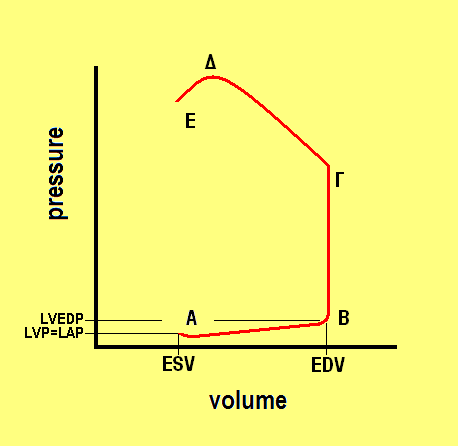 Δ
Ε
pressure
Γ
LVEDP
Α
Β
LVP=LAP
ESV
EDV
volume